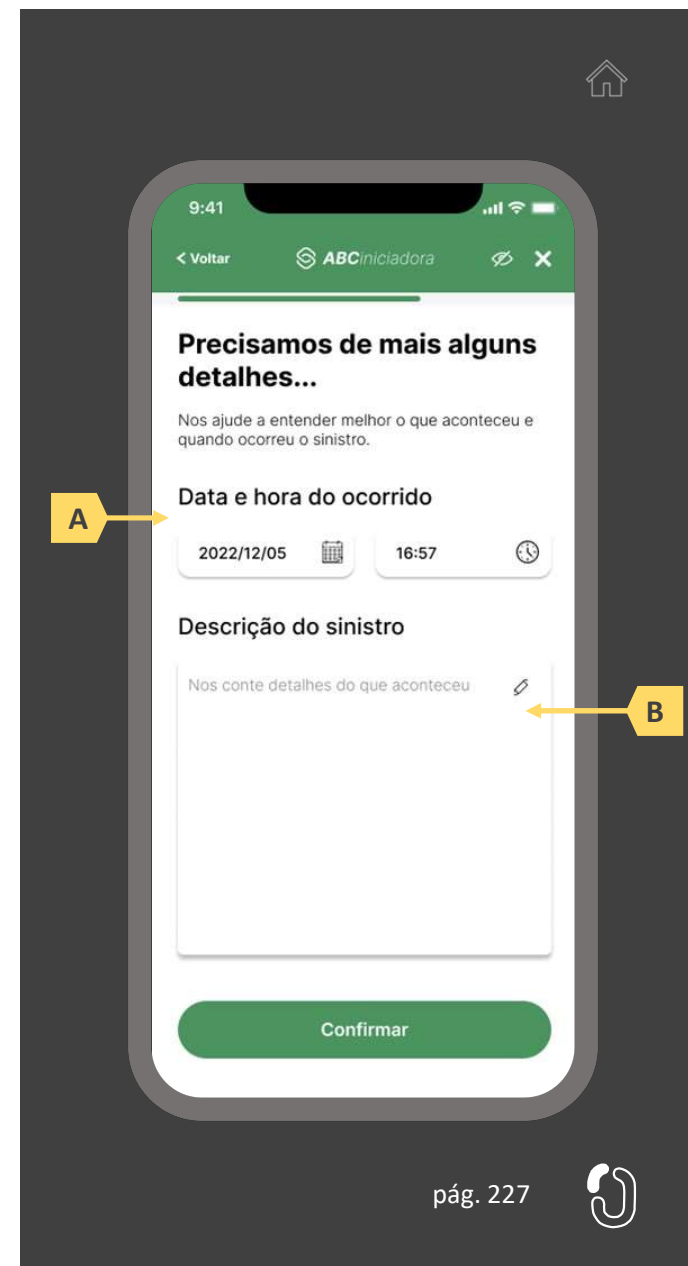 9:41
< Voltar ABCiniciadora
Precisamos de mais alguns
detalhes...
Nos ajude a entender melhor o que aconteceu e
quando ocorreu o sinistro.
Data e hora do ocorrido
A
2022/12/05 16:57
Descrição do sinistro
Nos conte detalhes do que aconteceu
B
Confirmar
pág. 227